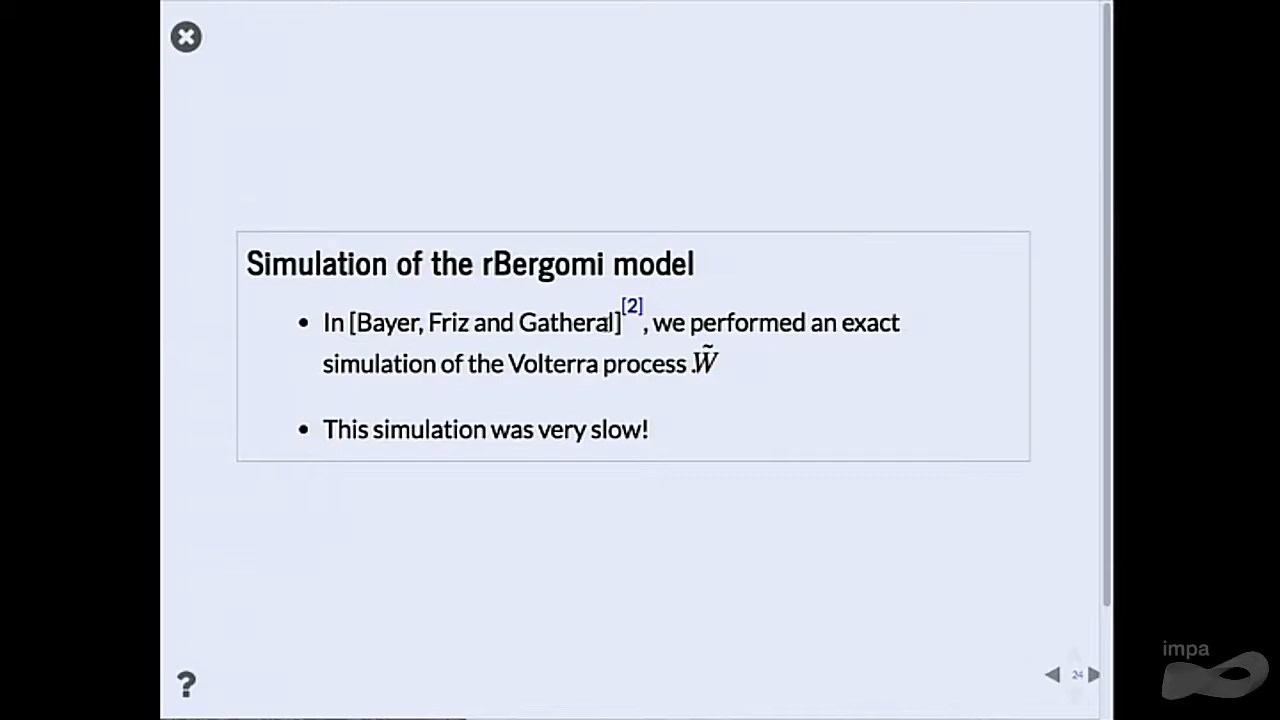 Simulation of the rBergomi model
• In [Bayer, Friz and Gatheral][2], we performed an exact
simulation of the Volterra process W̃.
• This simulation was very slow!
?
24
impa